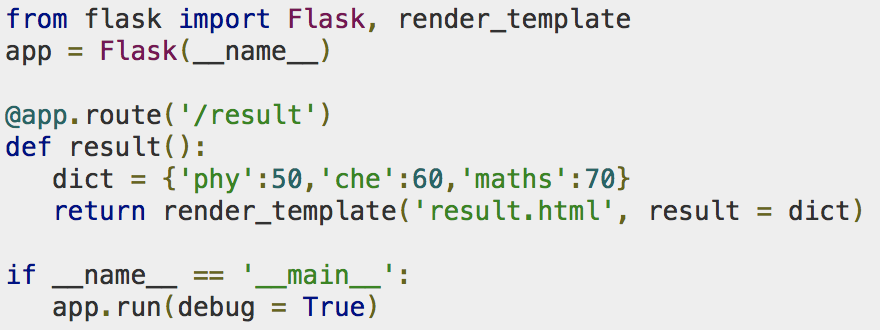 from flask import Flask, render_template
app = Flask(__name__)

@app.route('/result')
def result():
   dict = {'phy':50,'che':60,'maths':70}
   return render_template('result.html', result = dict)

if __name__ == '__main__':
   app.run(debug = True)